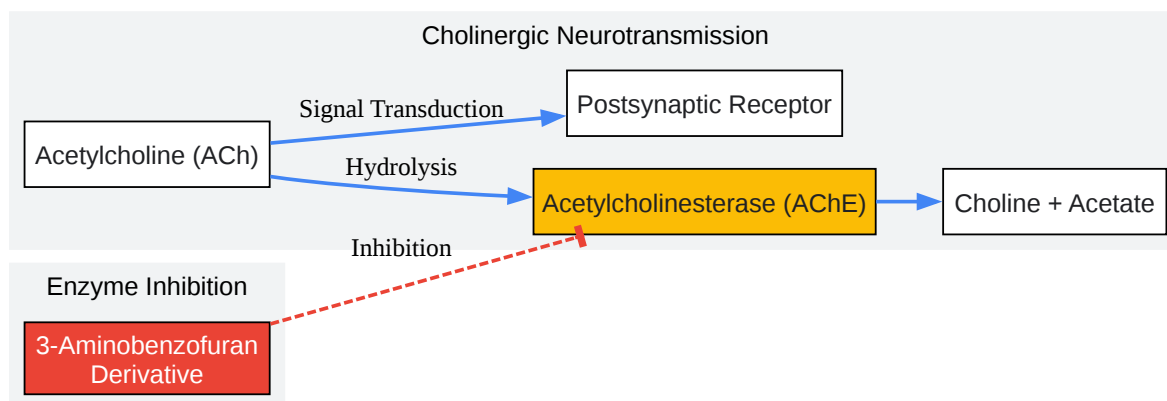 Cholinergic Neurotransmission
Signal Transduction
Postsynaptic Receptor
Acetylcholine (ACh)
Hydrolysis
Acetylcholinesterase (AChE)
Choline + Acetate
Inhibition
Enzyme Inhibition
3-Aminobenzofuran
Derivative